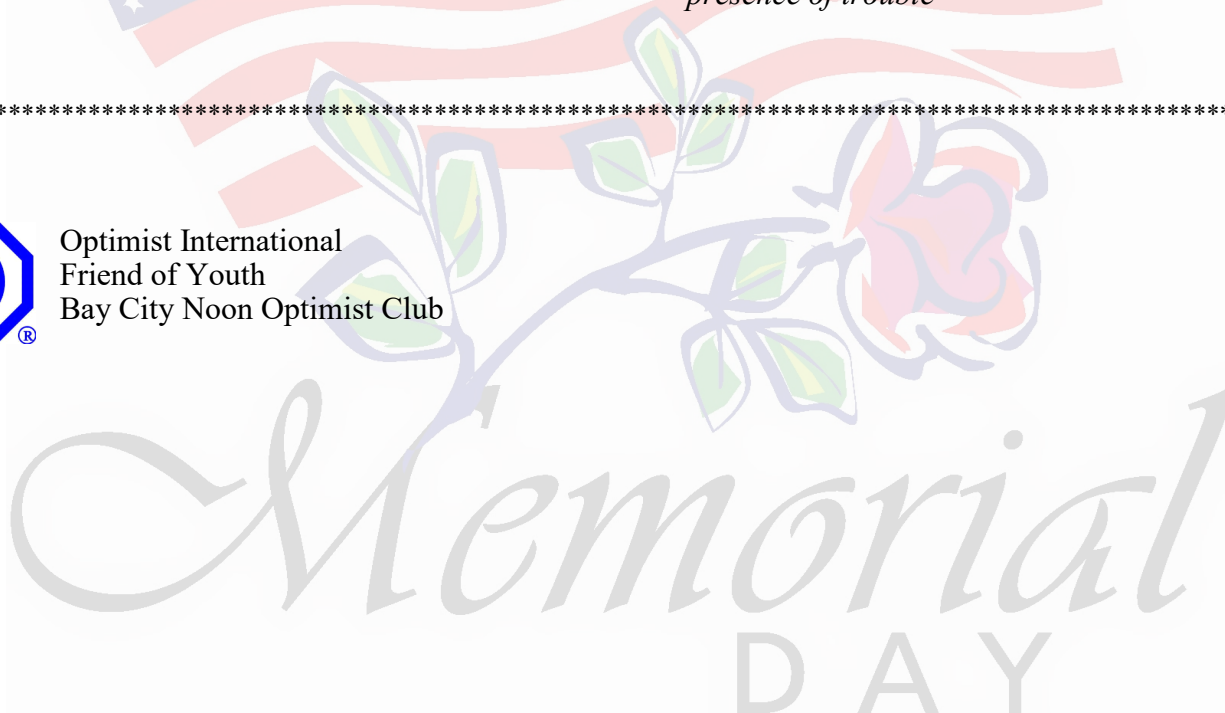 presence of trouble
***********************************************************************************************
Optimist International
Friend of Youth
Bay City Noon Optimist Club
®
Memorial
DAY